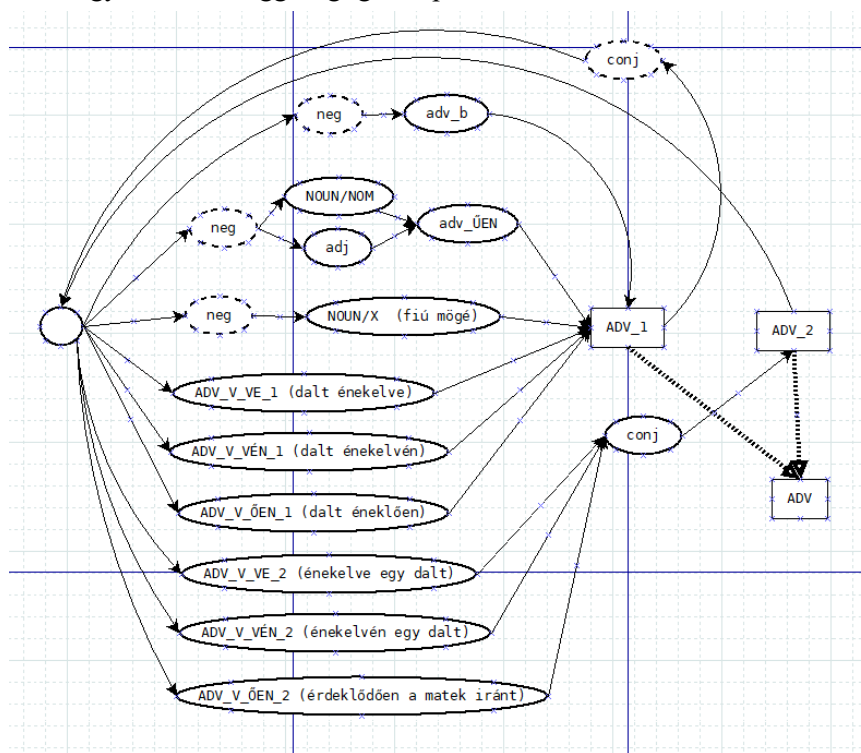 conj
neg
adv_b
NOUN/NOM
neg
adv_ŰEN
adj
neg
NOUN/X (fiú mögé)
ADV_1
ADV_2
ADV_V_VE_1 (dalt énekelve)
conj
ADV_V_VÉN_1 (dalt énekelvén)
ADV
ADV_V_ŐEN_1 (dalt éneklően)
ADV_V_VE_2 (énekelve egy dalt)
ADV_V_VÉN_2 (énekelvén egy dalt)
ADV_V_ŐEN_2 (érdeklődően a matek iránt)